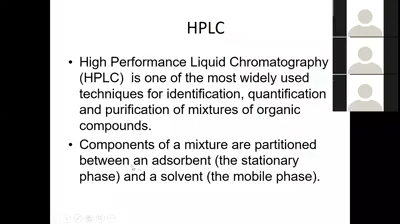 HPLC
• High Performance Liquid Chromatography
(HPLC) is one of the most widely used
techniques for identification, quantification
and purification of mixtures of organic
compounds.
• Components of a mixture are partitioned
between an adsorbent (the stationary
phase) and a solvent (the mobile phase).